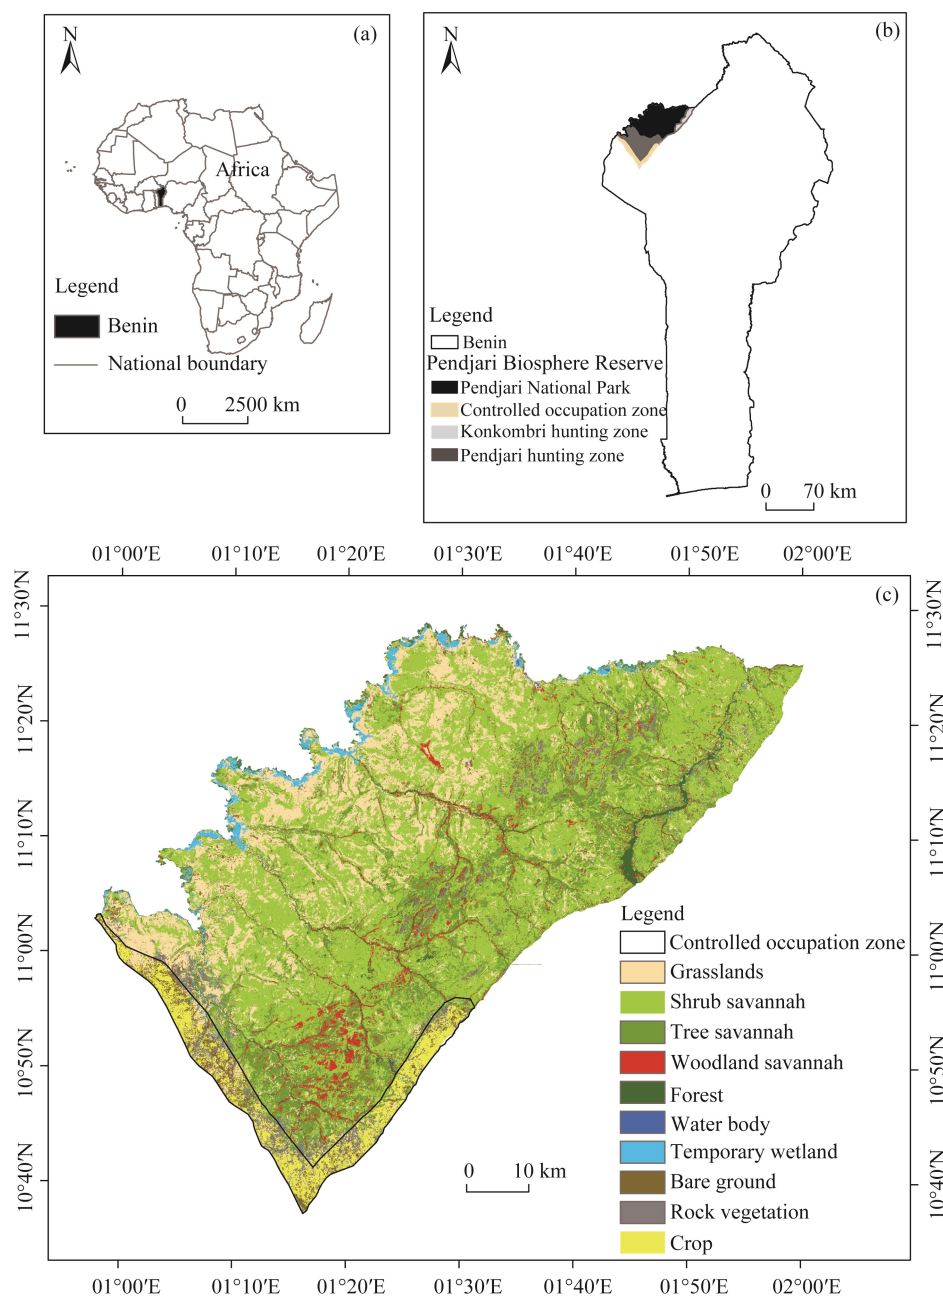 (a)
N
Africa
Legend
Benin
National boundary
0 2500 km
(b)
N
Legend
Benin
Pendjari Biosphere Reserve
Pendjari National Park
Controlled occupation zone
Konkombri hunting zone
Pendjari hunting zone
0 70 km
01°00′E 01°10′E 01°20′E 01°30′E 01°40′E 01°50′E 02°00′E
(c)
11°30′N 11°30′N
11°20′N 11°20′N
11°10′N 11°10′N
11°00′N 11°00′N
10°50′N 10°50′N
10°40′N 10°40′N
Legend
Controlled occupation zone
Grasslands
Shrub savannah
Tree savannah
Woodland savannah
Forest
Water body
Temporary wetland
Bare ground
Rock vegetation
Crop
0 10 km
01°00′E 01°10′E 01°20′E 01°30′E 01°40′E 01°50′E 02°00′E